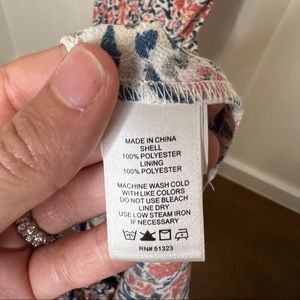 MADE IN CHINA
SHELL
100% POLYESTER
LINING
100% POLYESTER
MACHINE WASH COLD
WITH LIKE COLORS
DO NOT USE BLEACH
LINE DRY
USE LOW STEAM IRON
IF NECESSARY
RN# 51323